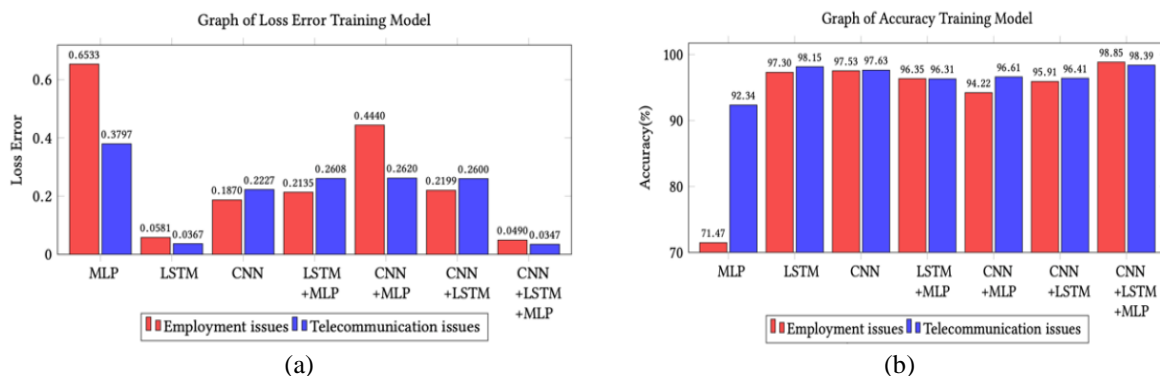 Graph of Loss Error Training Model
Loss Error
0.6
0.4
0.2
0
0.6533
0.3797
0.0581
0.0367
0.1870
0.2227
0.2135
0.2608
0.4440
0.2620
0.2199
0.2600
0.0490
0.0347
MLP
LSTM
CNN
LSTM
+MLP
CNN
+MLP
CNN
+LSTM
CNN
+LSTM
+MLP
Employment issues Telecommunication issues
(a)
Graph of Accuracy Training Model
Accuracy(%)
100
90
80
70
71.47
92.34
97.30
98.15
97.53
97.63
96.35
96.31
94.22
96.61
95.91
96.41
98.85
98.39
MLP
LSTM
CNN
LSTM
+MLP
CNN
+MLP
CNN
+LSTM
CNN
+LSTM
+MLP
Employment issues Telecommunication issues
(b)